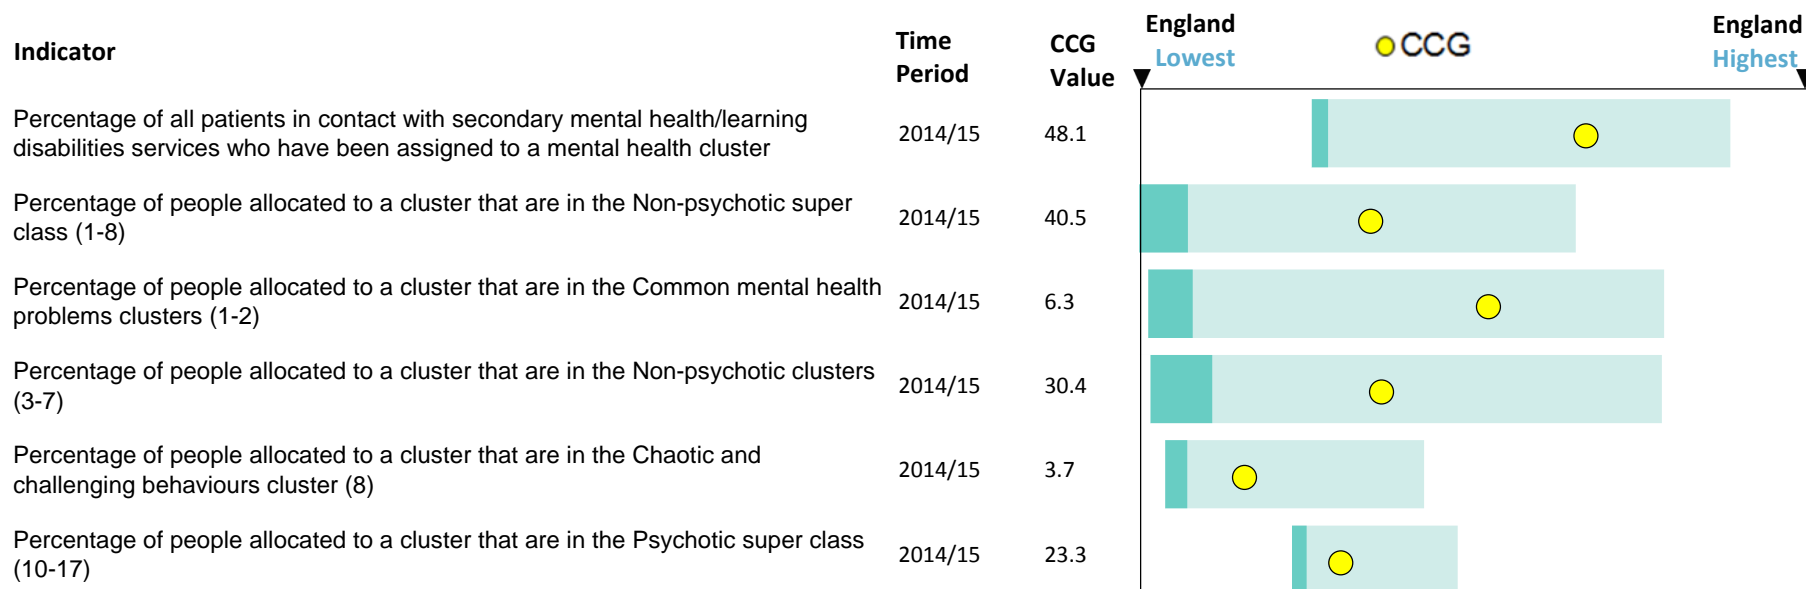 Indicator
Time
Period
CCG
Value
England
Lowest
CCG
England
Highest
Percentage of all patients in contact with secondary mental health/learning
disabilities services who have been assigned to a mental health cluster
2014/15
48.1
Percentage of people allocated to a cluster that are in the Non-psychotic super
class (1-8)
2014/15
40.5
Percentage of people allocated to a cluster that are in the Common mental health
problems clusters (1-2)
2014/15
6.3
Percentage of people allocated to a cluster that are in the Non-psychotic clusters
(3-7)
2014/15
30.4
Percentage of people allocated to a cluster that are in the Chaotic and
challenging behaviours cluster (8)
2014/15
3.7
Percentage of people allocated to a cluster that are in the Psychotic super class
(10-17)
2014/15
23.3